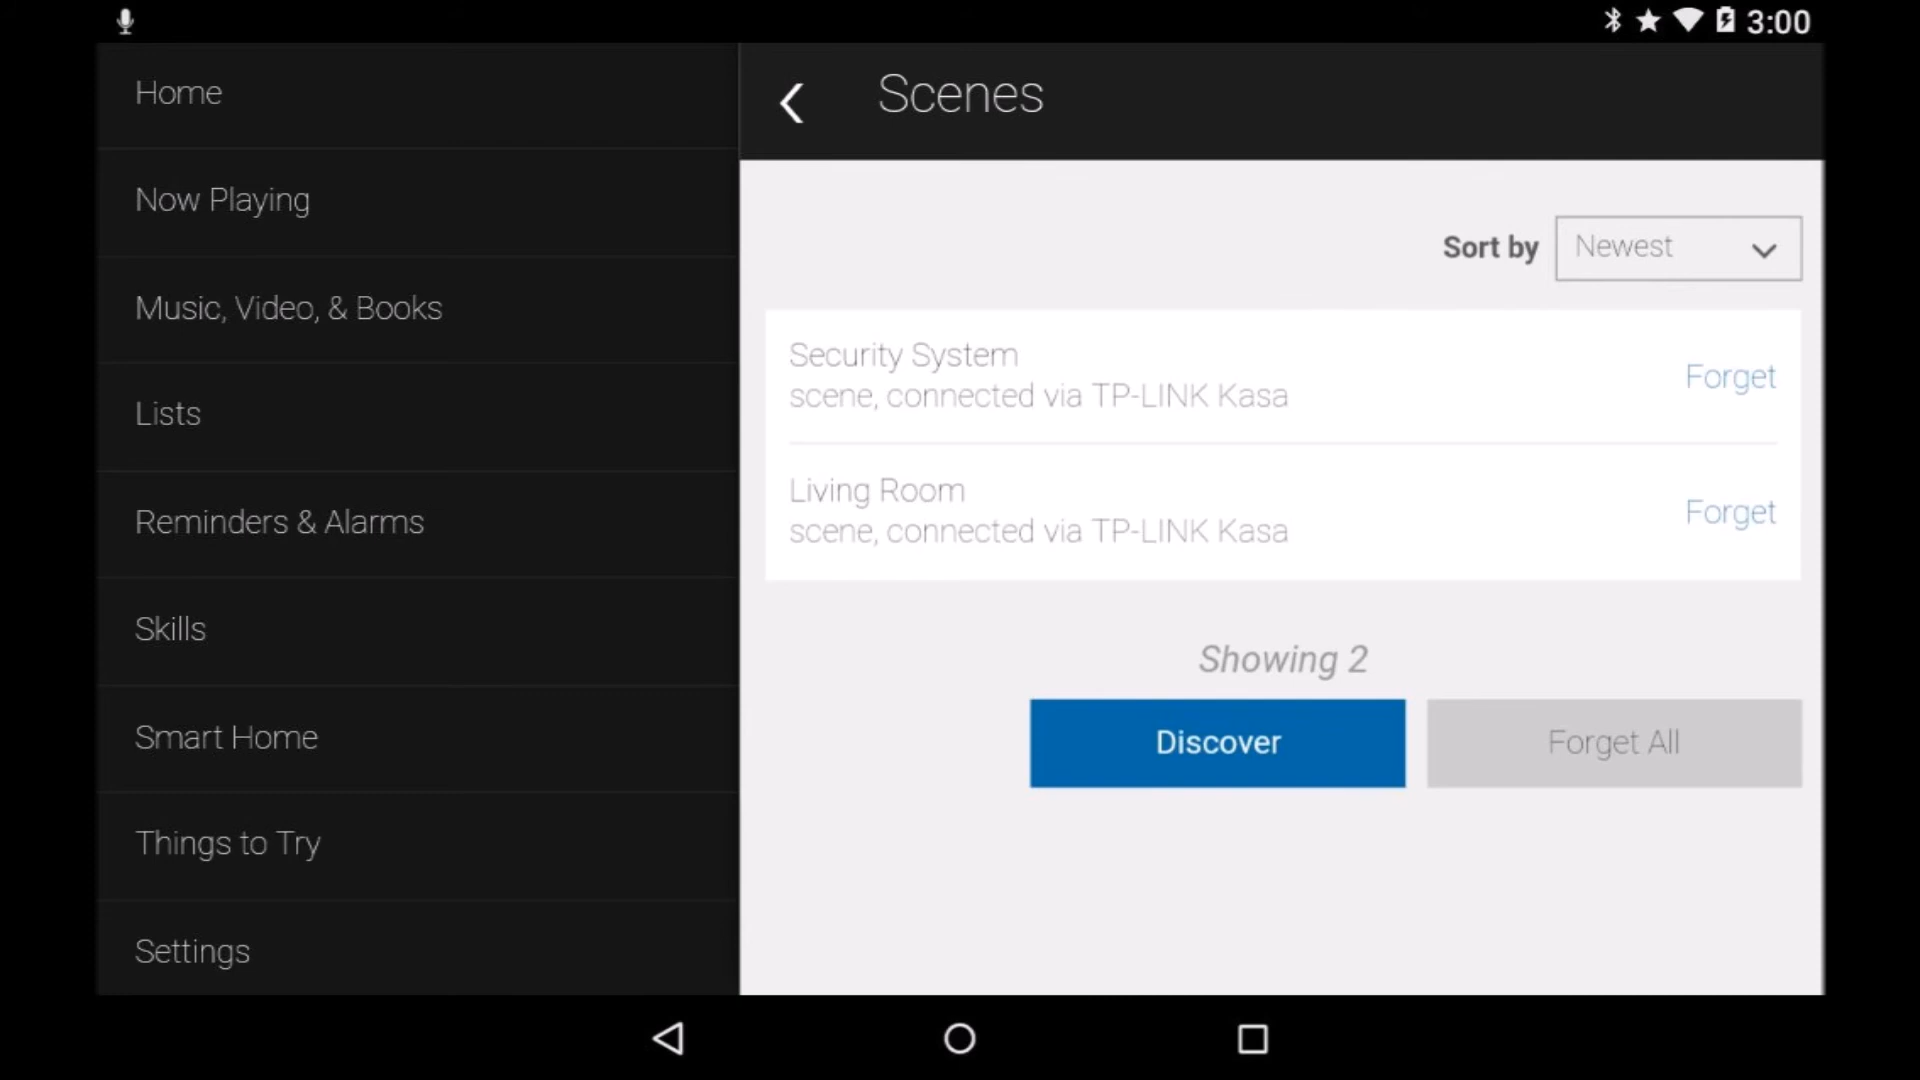 3:00
Home
Now Playing
Music, Video, & Books
Lists
Reminders & Alarms
Skills
Smart Home
Things to Try
Settings
Scenes
Sort by Newest
Security System
scene, connected via TP-LINK Kasa
Forget
Living Room
scene, connected via TP-LINK Kasa
Forget
Showing 2
Discover
Forget All